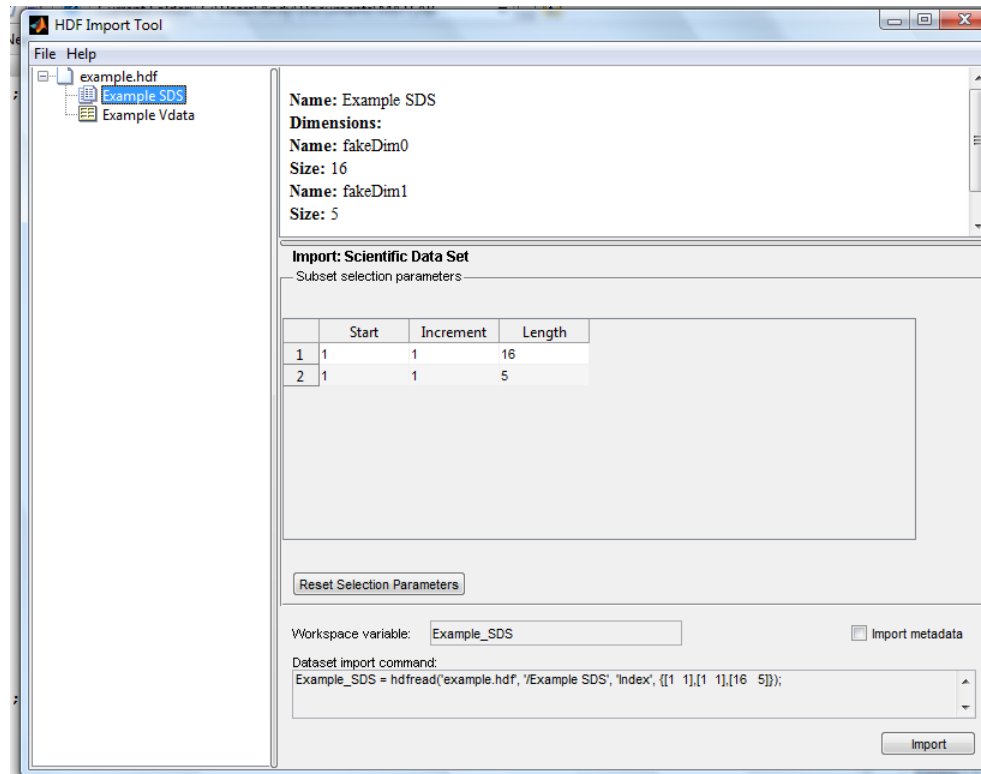 HDF Import Tool
File Help
example.hdf
Example SDS
Example Vdata
Name: Example SDS
Dimensions:
Name: fakeDim0
Size: 16
Name: fakeDim1
Size: 5
Import: Scientific Data Set
Subset selection parameters
Start Increment Length
1 1 1 16
2 1 1 5
Reset Selection Parameters
Workspace variable: Example_SDS Import metadata
Dataset import command:
Example_SDS = hdfread('example.hdf', '/Example SDS', 'Index', {[1 1],[1 1],[16 5]});
Import